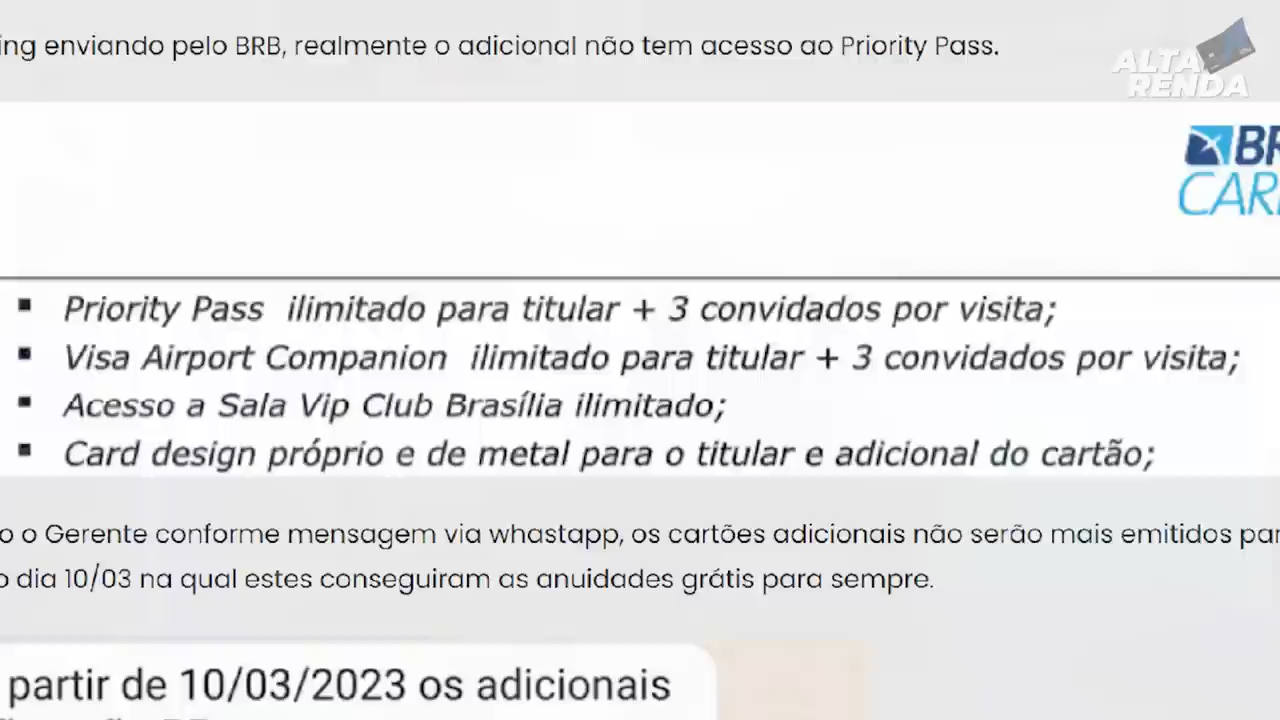 ing enviando pelo BRB, realmente o adicional não tem acesso ao Priority Pass.
ALTA
RENDA
BR
CAR
▪ Priority Pass ilimitado para titular + 3 convidados por visita;
▪ Visa Airport Companion ilimitado para titular + 3 convidados por visita;
▪ Acesso a Sala Vip Club Brasília ilimitado;
▪ Card design próprio e de metal para o titular e adicional do cartão;
o o Gerente conforme mensagem via whastapp, os cartões adicionais não serão mais emitidos par
o dia 10/03 na qual estes conseguiram as anuidades grátis para sempre.
partir de 10/03/2023 os adicionais